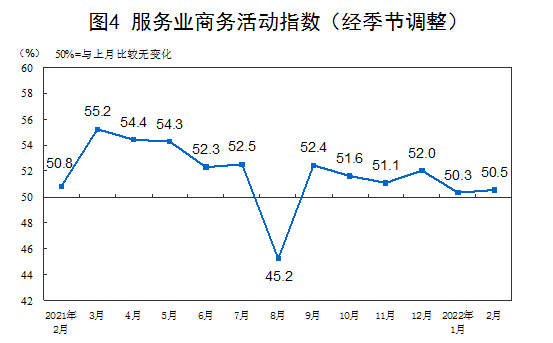 图4 服务业商务活动指数（经季节调整）
（%） 50%=与上月比较无变化
60
58
56
54
52
50
48
46
44
42
50.8
55.2
54.4
54.3
52.3
52.5
45.2
52.4
51.6
51.1
52.0
50.3
50.5
2021年
2月
3月
4月
5月
6月
7月
8月
9月
10月
11月
12月
2022年
1月
2月